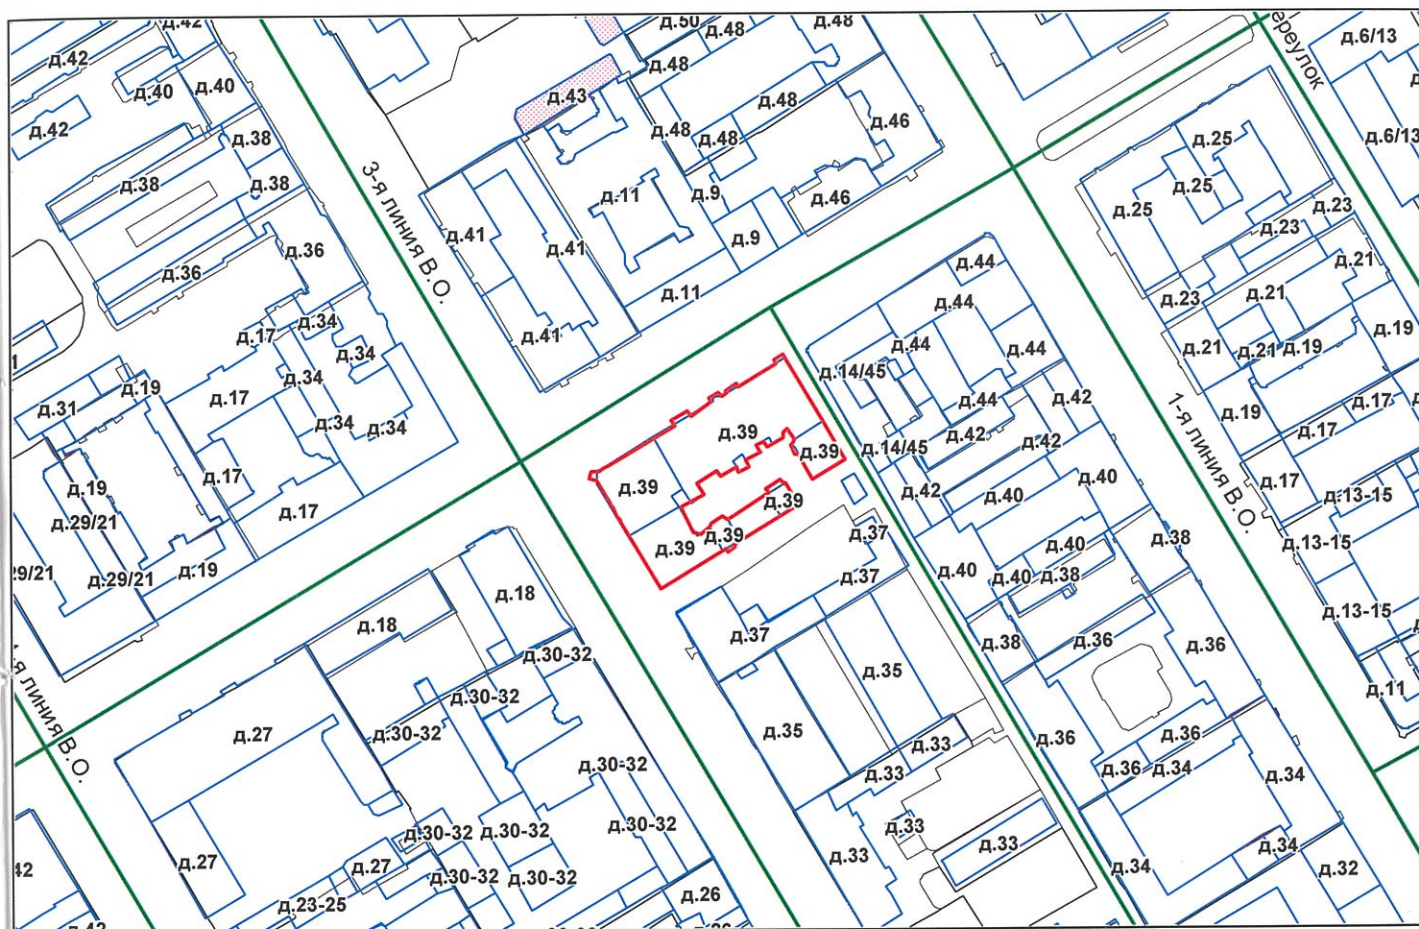 д.42
д.50
д.48
д.48
д.6/13
ереулок
д.42
д.40
д.40
д.48
д.43
д.48
д.46
д.6/13
д.42
д.38
д.48
д.48
д.25
д.38
д.38
3-я линия В.О.
д.11
д.9
д.46
д.25
д.25
д.23
д.36
д.36
д.41
д.41
д.9
д.44
д.23
д.21
д.11
д.44
д.23
д.21
д.17
д.34
д.34
д.41
д.44
д.44
д.21
д.21
д.19
д.19
д.31
д.19
д.17
д.34
д.14/45
д.44
д.42
1-я линия В.О.
д.19
д.17
д.17
д.34
д.34
д.39
д.39
д.14/45
д.42
д.42
д.17
д.19
д.17
д.39
д.39
д.42
д.40
д.40
д.17
д.13-15
д.29/21
д.17
д.39
д.39
д.37
д.40
д.38
д.13-15
29/21
д.29/21
д.19
д.37
д.40
д.40
д.38
д.18
д.18
д.37
д.38
д.36
д.36
д.13-15
-я линия В.О.
д.30-32
д.30-32
д.35
д.11
д.27
д.30-32
д.35
д.33
д.36
д.36
д.30-32
д.33
д.36
д.34
д.34
д.30-32
д.30-32
д.30-32
д.33
д.33
д.34
42
д.27
д.27
д.30-32
д.30-32
д.33
д.34
д.32
д.23-25
д.26
д.42